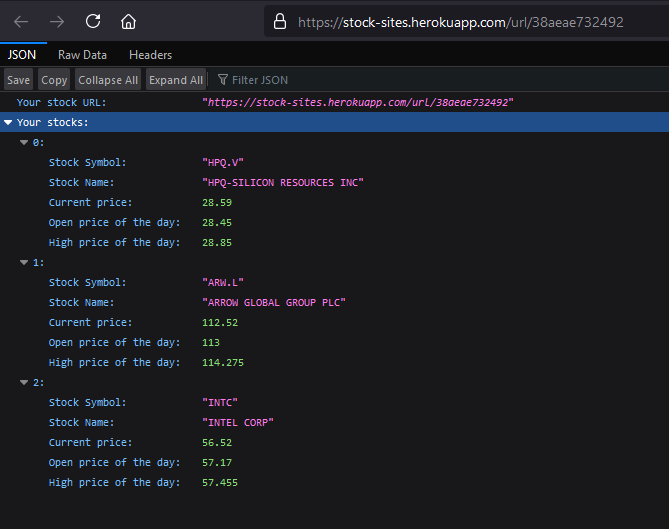 https://stock-sites.herokuapp.com/url/38aeae732492
JSON Raw Data Headers
Save Copy Collapse All Expand All Filter JSON
Your stock URL: "https://stock-sites.herokuapp.com/url/38aeae732492"
Your stocks:
0:
Stock Symbol: "HPQ.V"
Stock Name: "HPQ-SILICON RESOURCES INC"
Current price: 28.59
Open price of the day: 28.45
High price of the day: 28.85
1:
Stock Symbol: "ARW.L"
Stock Name: "ARROW GLOBAL GROUP PLC"
Current price: 112.52
Open price of the day: 113
High price of the day: 114.275
2:
Stock Symbol: "INTC"
Stock Name: "INTEL CORP"
Current price: 56.52
Open price of the day: 57.17
High price of the day: 57.455